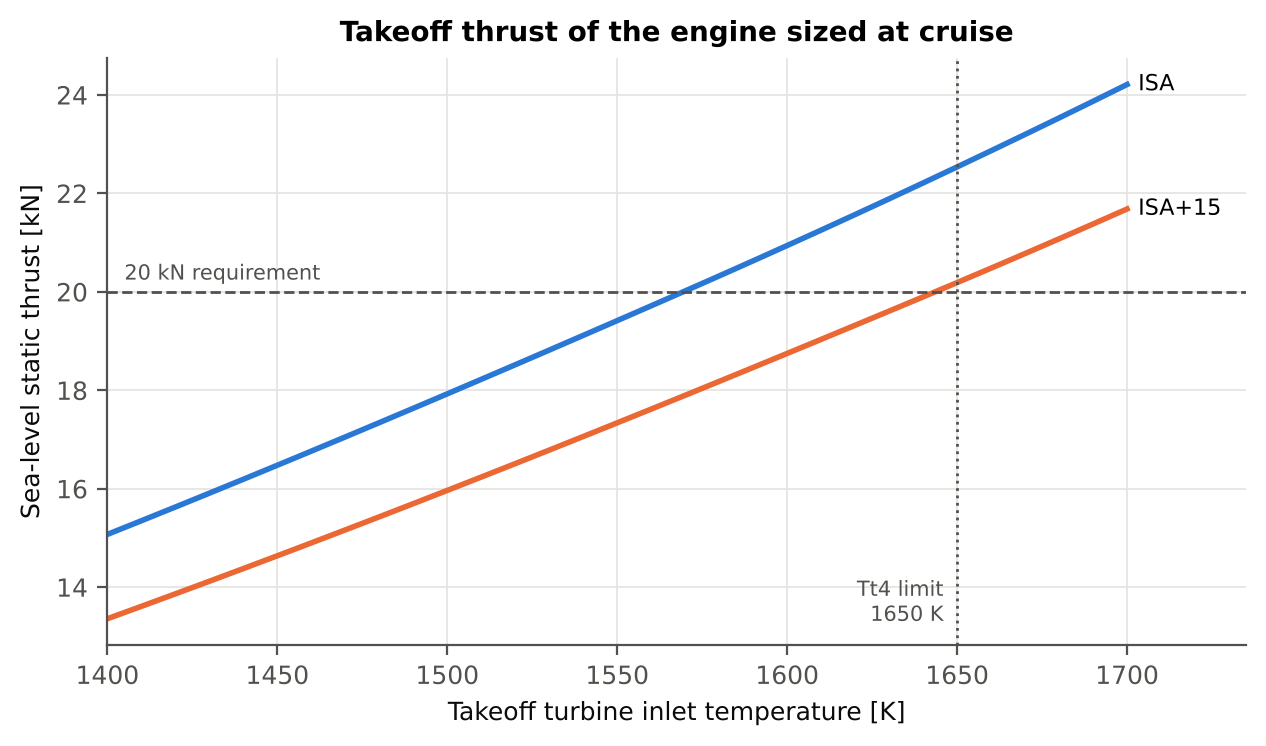 Takeoff thrust of the engine sized at cruise
Sea-level static thrust [kN]
24
22
20
18
16
14
ISA
ISA+15
20 kN requirement
Tt4 limit
1650 K
1400
1450
1500
1550
1600
1650
1700
Takeoff turbine inlet temperature [K]